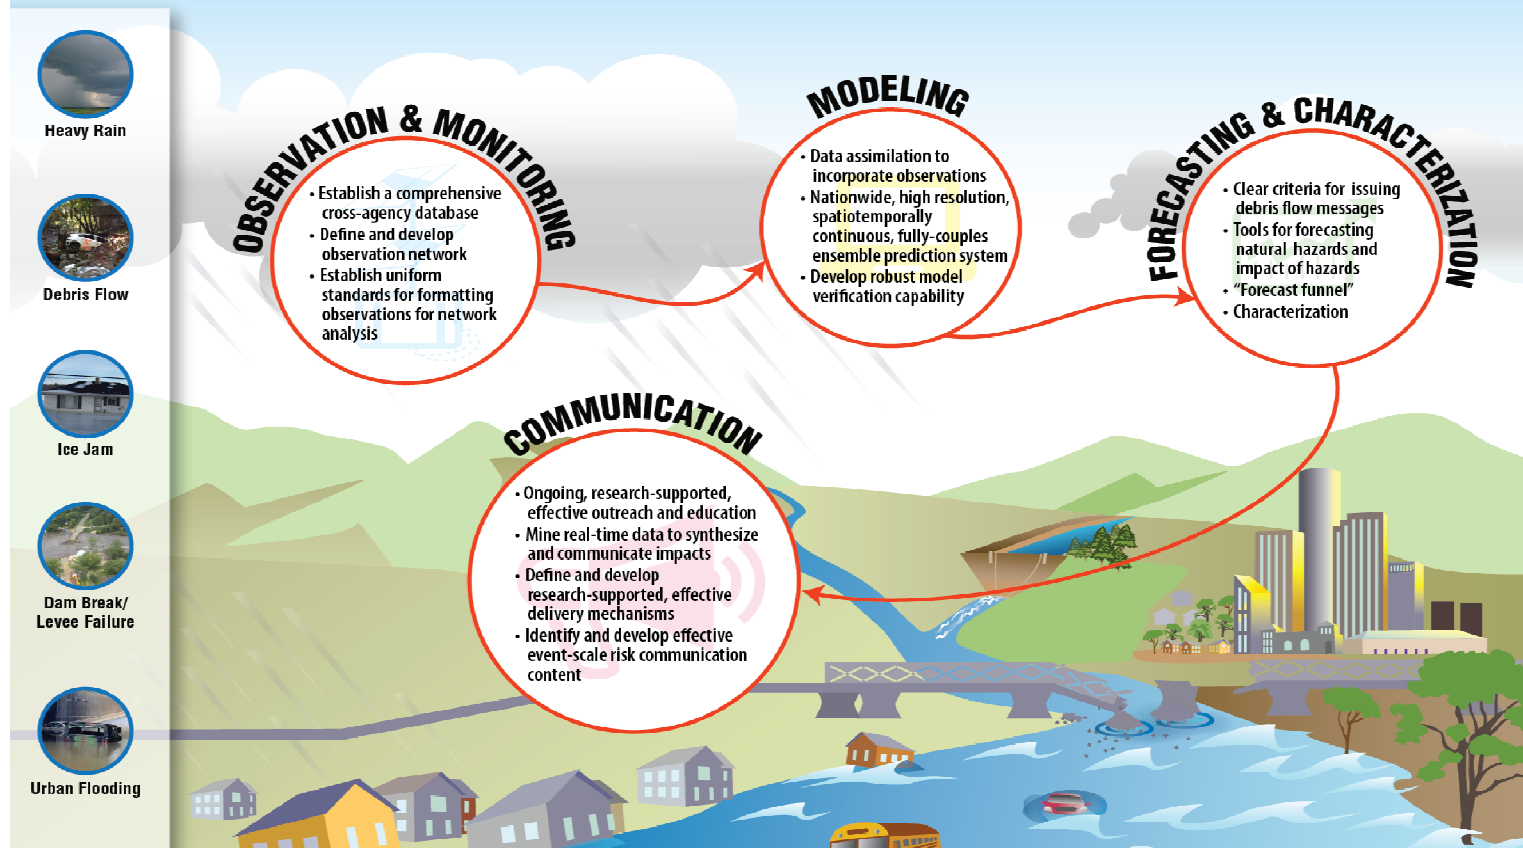 Heavy Rain
Debris Flow
Ice Jam
Dam Break/
Levee Failure
Urban Flooding
OBSERVATION & MONITORING
• Establish a comprehensive
cross-agency database
• Define and develop
observation network
• Establish uniform
standards for formatting
observations for network
analysis
MODELING
• Data assimilation to
incorporate observations
• Nationwide, high resolution,
spatiotemporally
continuous, fully-couples
ensemble prediction system
• Develop robust model
verification capability
FORECASTING & CHARACTERIZATION
• Clear criteria for issuing
debris flow messages
• Tools for forecasting
natural hazards and
impact of hazards
• “Forecast funnel”
• Characterization
COMMUNICATION
• Ongoing, research-supported,
effective outreach and education
• Mine real-time data to synthesize
and communicate impacts
• Define and develop
research-supported, effective
delivery mechanisms
• Identify and develop effective
event-scale risk communication
content